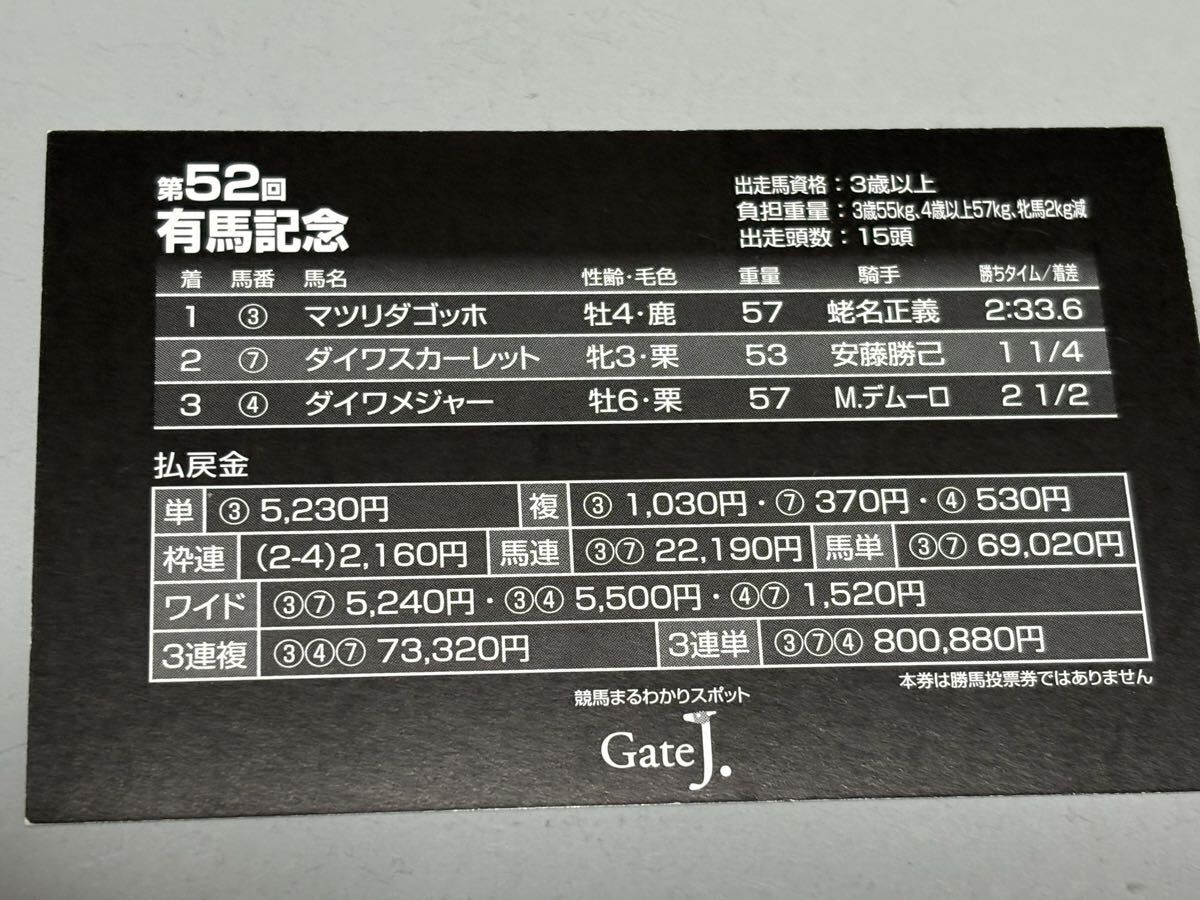 第52回
有馬記念
出走馬資格：3歳以上
負担重量：3歳55kg、4歳以上57kg、牝馬2kg減
出走頭数：15頭
着 馬番 馬名 性齢・毛色 重量 騎手 勝ちタイム/着差
1 ③ マツリダゴッホ 牡4・鹿 57 蛯名正義 2:33.6
2 ⑦ ダイワスカーレット 牝3・栗 53 安藤勝己 1 1/4
3 ④ ダイワメジャー 牡6・栗 57 M.デムーロ 2 1/2
払戻金
単 ③ 5,230円 複 ③ 1,030円・⑦ 370円・④ 530円
枠連 (2-4)2,160円 馬連 ③⑦ 22,190円 馬単 ③⑦ 69,020円
ワイド ③⑦ 5,240円・③④ 5,500円・④⑦ 1,520円
3連複 ③④⑦ 73,320円 3連単 ③⑦④ 800,880円
本券は勝馬投票券ではありません
競馬まるわかりスポット
Gate J.